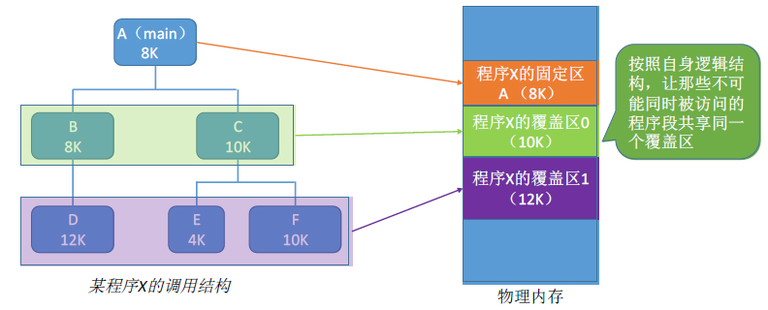 A（main）
8K
B
8K
C
10K
D
12K
E
4K
F
10K
某程序X的调用结构
程序X的固定区
A （8K）
程序X的覆盖区0
（10K）
程序X的覆盖区1
（12K）
物理内存
按照自身逻辑结
构，让那些不可
能同时被访问的
程序段共享同一
个覆盖区